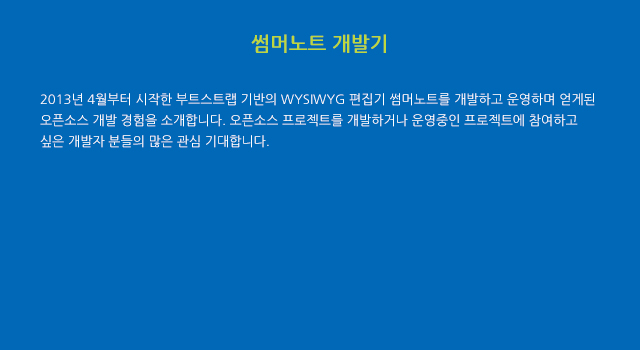 썸머노트 개발기
2013년 4월부터 시작한 부트스트랩 기반의 WYSIWYG 편집기 썸머노트를 개발하고 운영하며 얻게된
오픈소스 개발 경험을 소개합니다. 오픈소스 프로젝트를 개발하거나 운영중인 프로젝트에 참여하고
싶은 개발자 분들의 많은 관심 기대합니다.